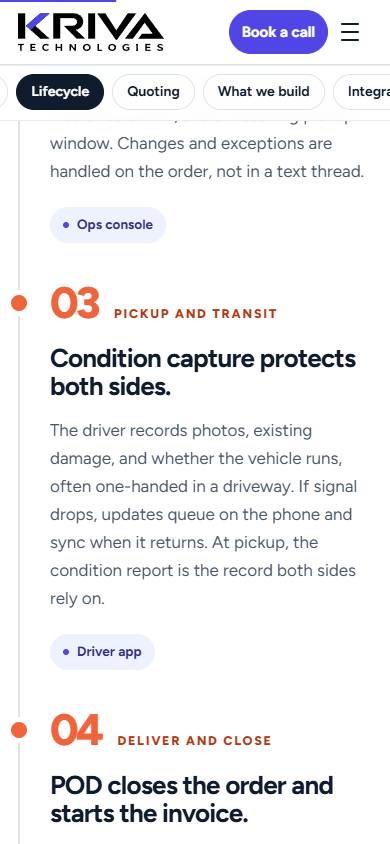 KRIVA
TECHNOLOGIES
Book a call
Lifecycle
Quoting
What we build
window. Changes and exceptions are
handled on the order, not in a text thread.
Ops console
03 PICKUP AND TRANSIT
Condition capture protects
both sides.
The driver records photos, existing
damage, and whether the vehicle runs,
often one-handed in a driveway. If signal
drops, updates queue on the phone and
sync when it returns. At pickup, the
condition report is the record both sides
rely on.
Driver app
04 DELIVER AND CLOSE
POD closes the order and
starts the invoice.